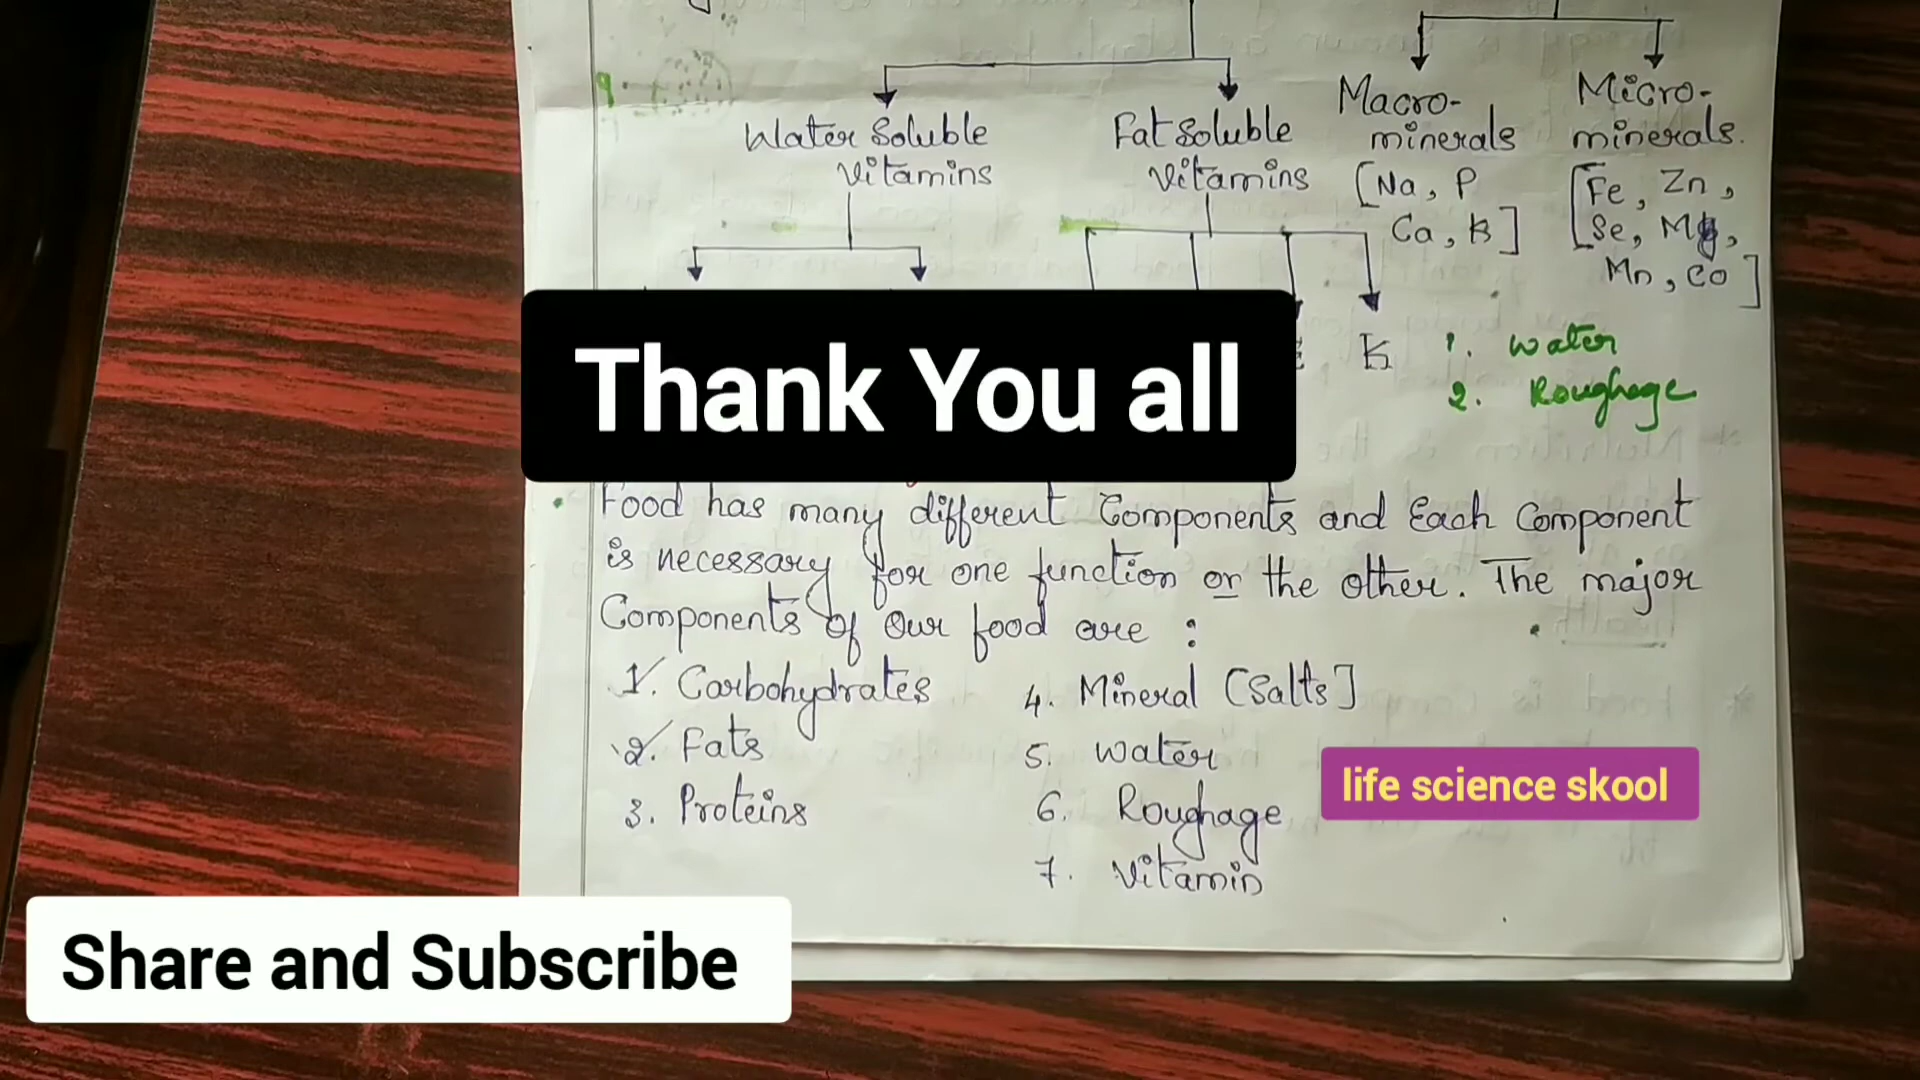 Macro- Micro-
Water Soluble Fat Soluble minerals minerals.
Vitamins Vitamins [Na, P [Fe, Zn,
Ca, K] Se, Mg,
Mn, Co]
Thank You all
K 1. Water
2. Roughage
Food has many different Components and Each Component
is necessary for one function or the other. The major
Components of Our food are :
1. Carbohydrates 4. Mineral [Salts]
2. Fats 5. Water
life science skool
3. Proteins 6. Roughage
7. Vitamin
Share and Subscribe